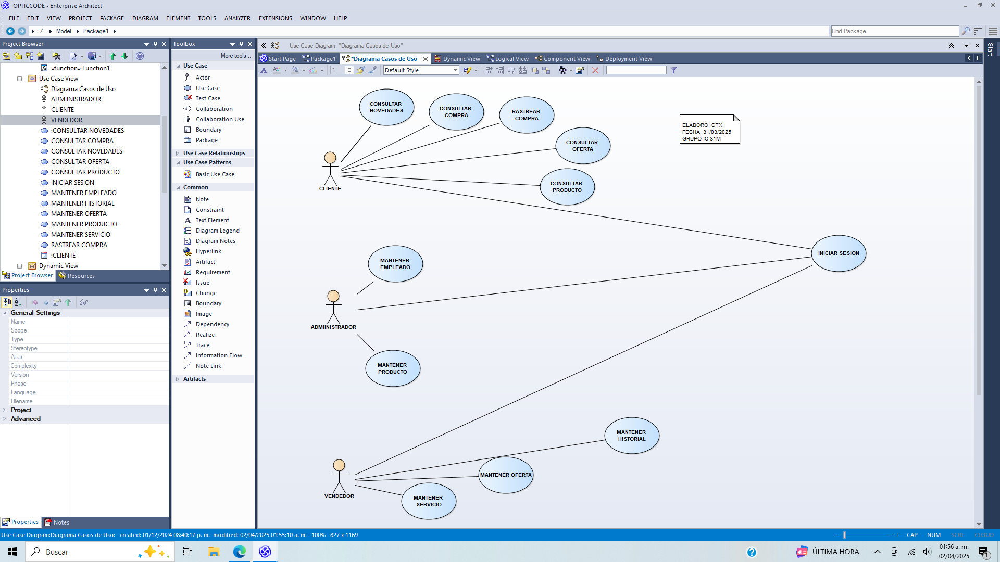 OPTICCODE - Enterprise Architect
FILE EDIT VIEW PROJECT PACKAGE DIAGRAM ELEMENT TOOLS ANALYZER EXTENSIONS WINDOW HELP
/ Model Package1
Find Package
Project Browser
«function» Function1
Use Case View
Diagrama Casos de Uso
ADMIINISTRADOR
CLIENTE
VENDEDOR
:CONSULTAR NOVEDADES
CONSULTAR COMPRA
CONSULTAR NOVEDADES
CONSULTAR OFERTA
CONSULTAR PRODUCTO
INICIAR SESION
MANTENER EMPLEADO
MANTENER HISTORIAL
MANTENER OFERTA
MANTENER PRODUCTO
MANTENER SERVICIO
RASTREAR COMPRA
:CLIENTE
Dynamic View
Project Browser Resources
Properties
General Settings
Name
Scope
Type
Stereotype
Alias
Complexity
Version
Phase
Language
Filename
Project
Advanced
Properties Notes
Toolbox
More tools...
Use Case
Actor
Use Case
Test Case
Collaboration
Collaboration Use
Boundary
Package
Use Case Relationships
Use Case Patterns
Basic Use Case
Common
Note
Constraint
Text Element
Diagram Legend
Diagram Notes
Hyperlink
Artifact
Requirement
Issue
Change
Boundary
Image
Dependency
Realize
Trace
Information Flow
Note Link
Artifacts
Use Case Diagram: "Diagrama Casos de Uso"
Start Page Package1 *Diagrama Casos de Uso Dynamic View Logical View Component View Deployment View
1 Default Style
Start
CONSULTAR
NOVEDADES
CONSULTAR
COMPRA
RASTREAR
COMPRA
CONSULTAR
OFERTA
CONSULTAR
PRODUCTO
CLIENTE
ELABORO: CTX
FECHA: 31/03/2025
GRUPO IC-31M
INICIAR SESION
MANTENER
EMPLEADO
ADMIINISTRADOR
MANTENER
PRODUCTO
MANTENER
HISTORIAL
MANTENER OFERTA
VENDEDOR
MANTENER
SERVICIO
Use Case Diagram:Diagrama Casos de Uso: created: 01/12/2024 08:40:17 p. m. modified: 02/04/2025 01:55:10 a. m. 100% 827 x 1169
CAP NUM SCRL CLOUD
Buscar
ÚLTIMA HORA
01:56 a. m.
02/04/2025
1